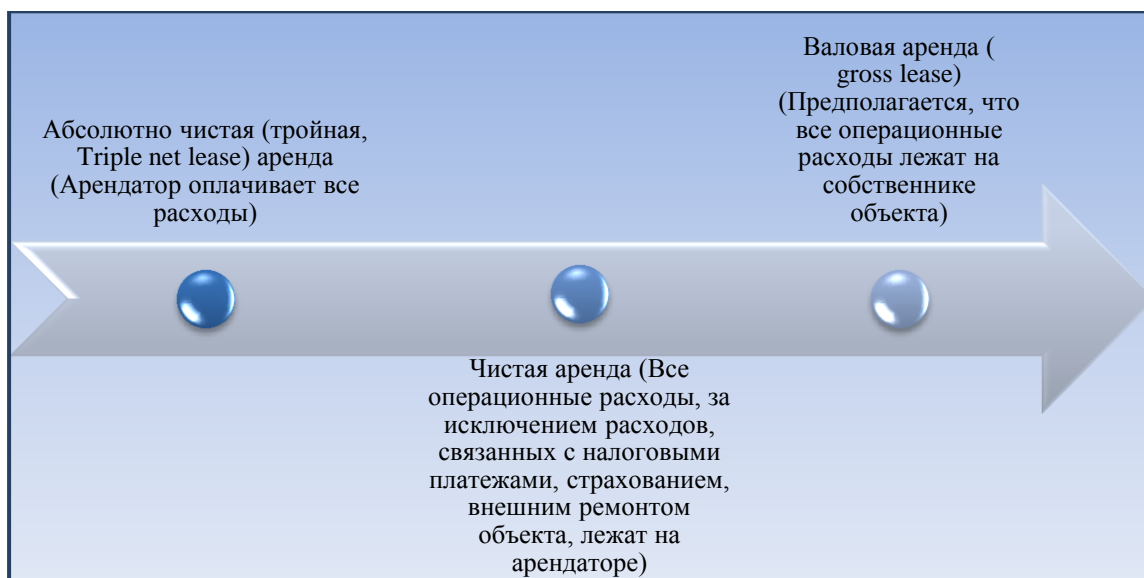 Абсолютно чистая (тройная,
Triple net lease) аренда
(Арендатор оплачивает все
расходы)
Чистая аренда (Все
операционные расходы, за
исключением расходов,
связанных с налоговыми
платежами, страхованием,
внешним ремонтом
объекта, лежат на
арендаторе)
Валовая аренда (
gross lease)
(Предполагается, что
все операционные
расходы лежат на
собственнике
объекта)